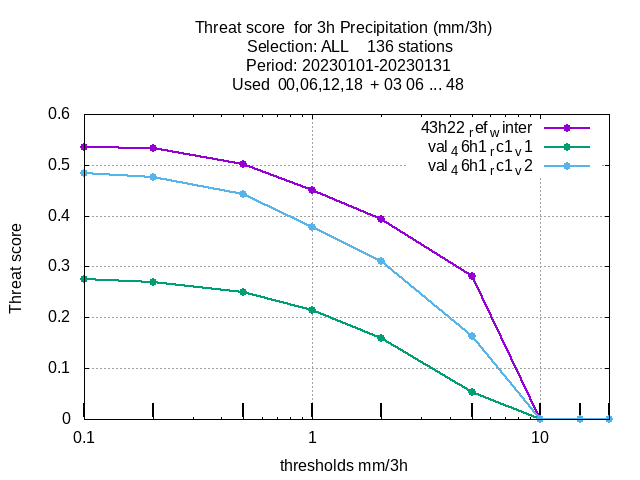 Threat score for 3h Precipitation (mm/3h)
Selection: ALL 136 stations
Period: 20230101-20230131
Used 00,06,12,18 + 03 06 ... 48
0.6
0.5
0.4
0.3
0.2
0.1
0
Threat score
43h22 r ef w inter
val 4 6h1 r c1 v 1
val 4 6h1 r c1 v 2
0.1 1 10
thresholds mm/3h